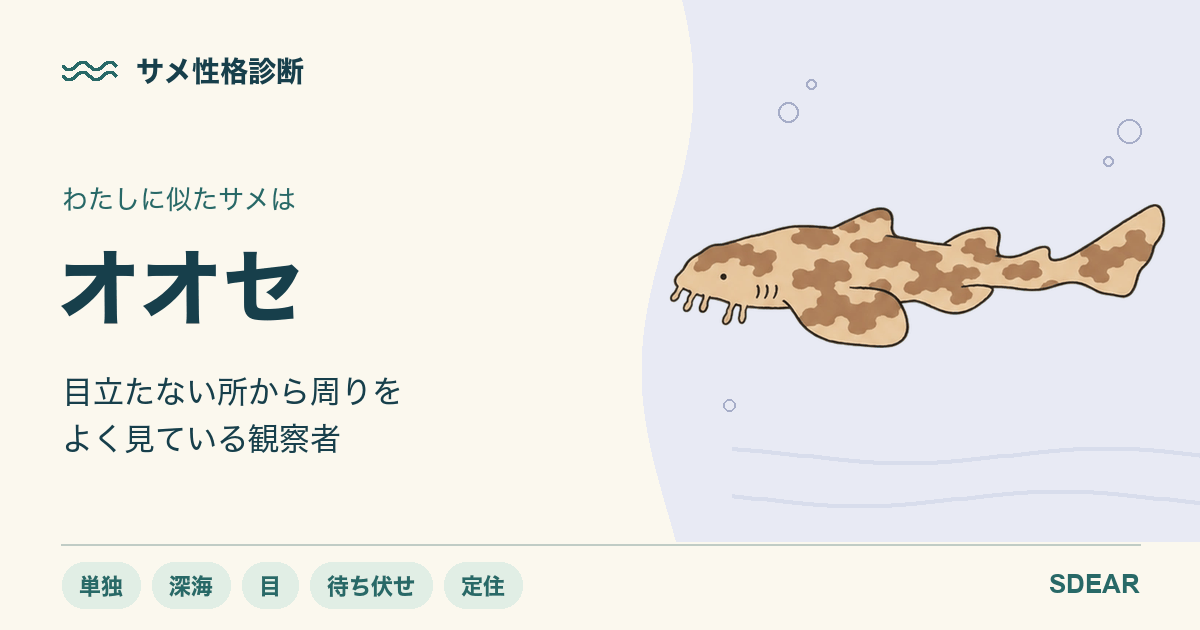 サメ性格診断
わたしに似たサメは
オオセ
目立たない所から周りを
よく見ている観察者
単独 深海 目 待ち伏せ 定住
SDEAR